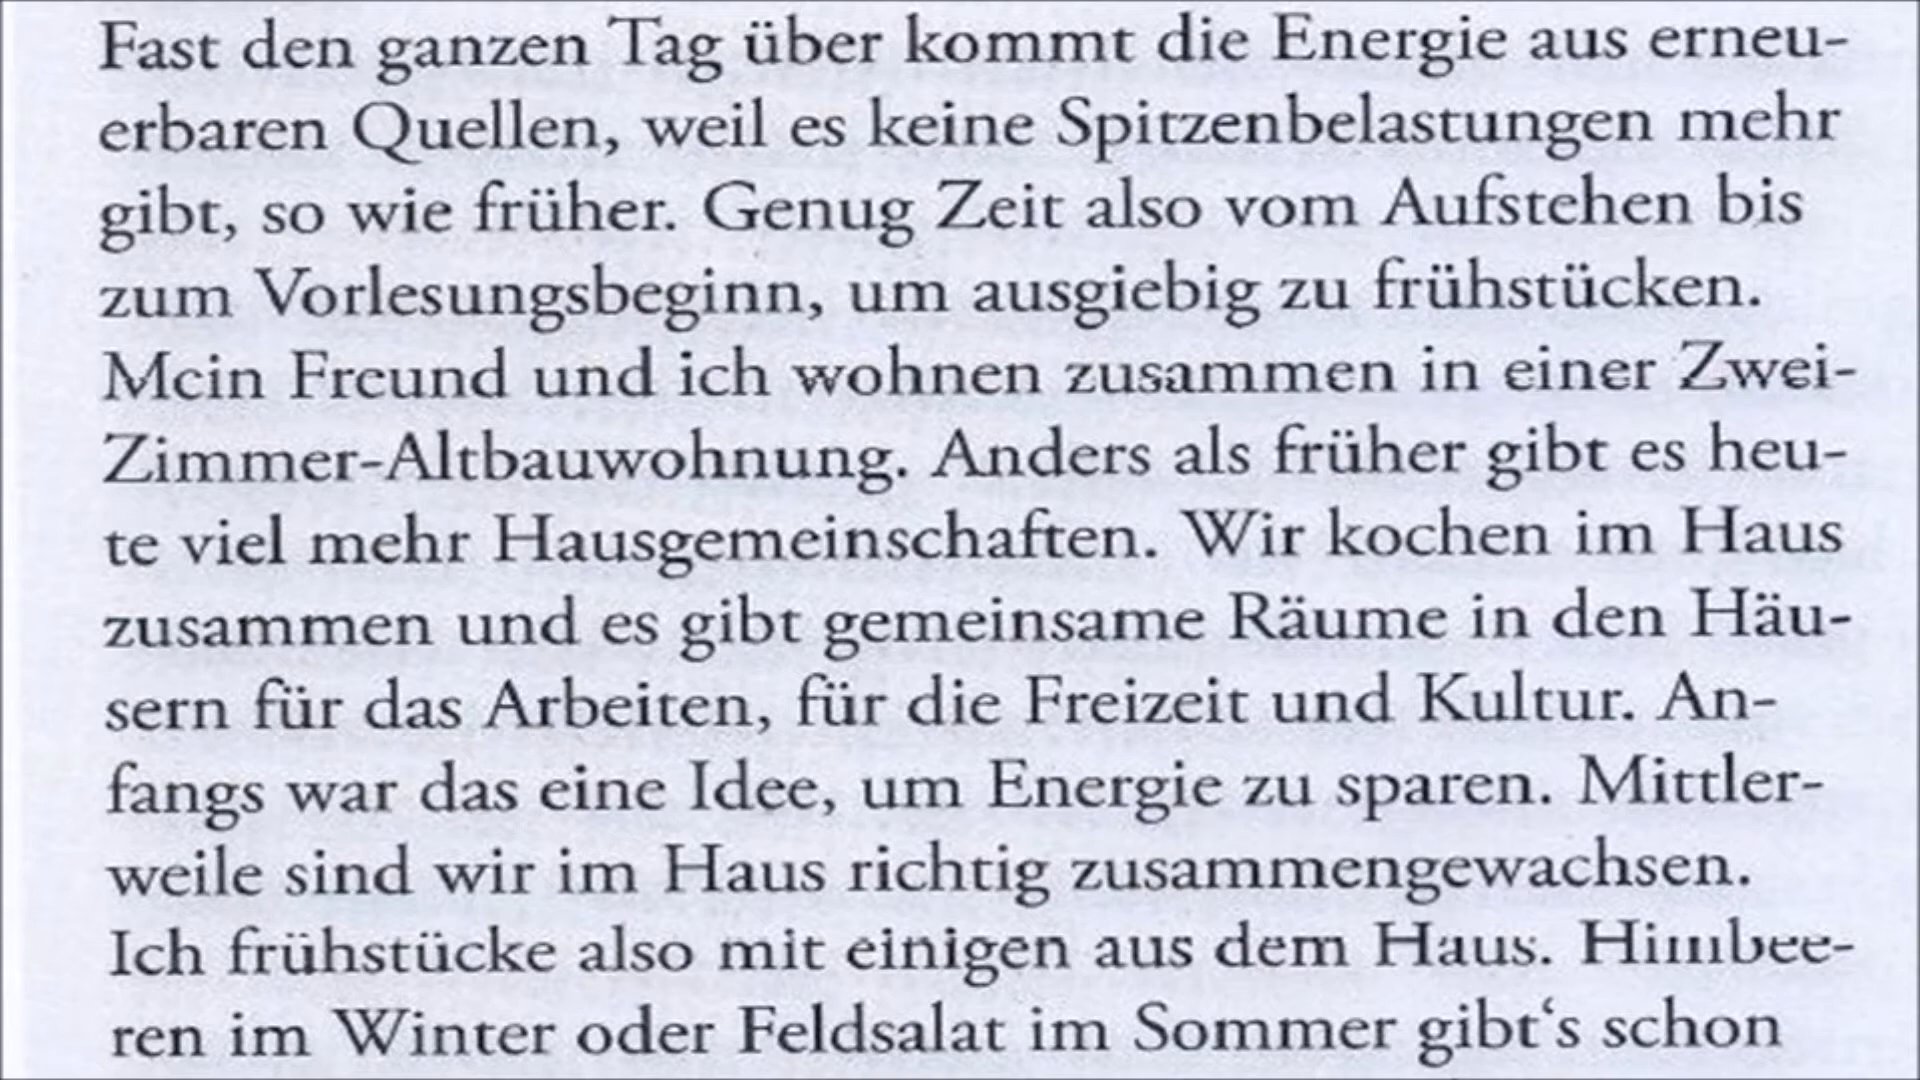 Fast den ganzen Tag über kommt die Energie aus erneu-
erbaren Quellen, weil es keine Spitzenbelastungen mehr
gibt, so wie früher. Genug Zeit also vom Aufstehen bis
zum Vorlesungsbeginn, um ausgiebig zu frühstücken.
Mein Freund und ich wohnen zusammen in einer Zwei-
Zimmer-Altbauwohnung. Anders als früher gibt es heu-
te viel mehr Hausgemeinschaften. Wir kochen im Haus
zusammen und es gibt gemeinsame Räume in den Häu-
sern für das Arbeiten, für die Freizeit und Kultur. An-
fangs war das eine Idee, um Energie zu sparen. Mittler-
weile sind wir im Haus richtig zusammengewachsen.
Ich frühstücke also mit einigen aus dem Haus. Himbee-
ren im Winter oder Feldsalat im Sommer gibt‘s schon